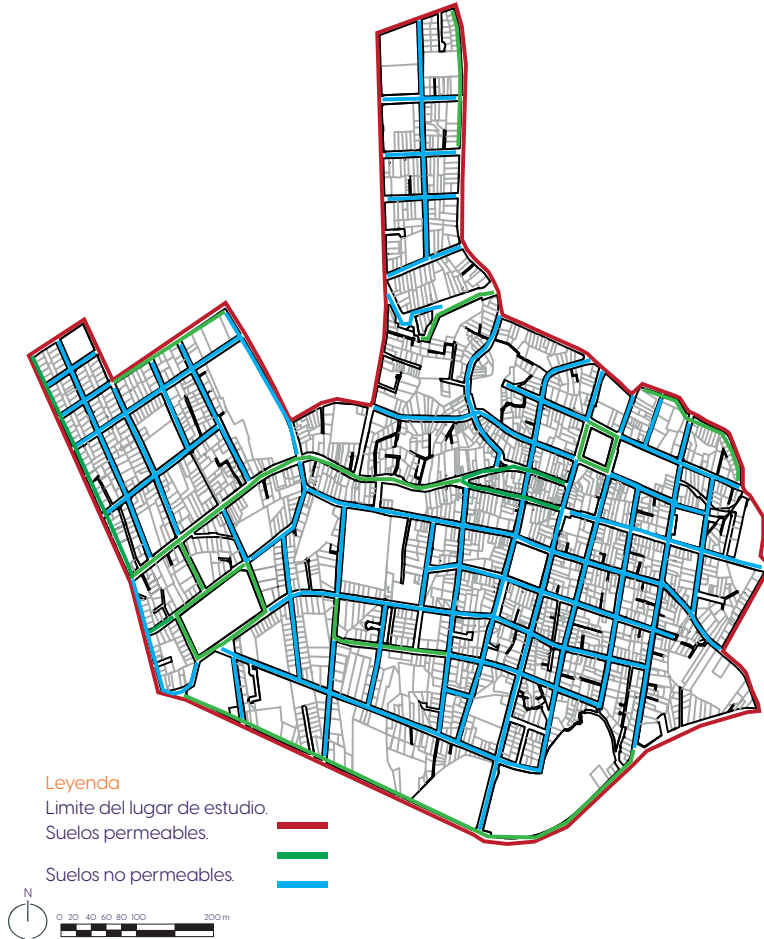 Leyenda
Limite del lugar de estudio.
Suelos permeables.
Suelos no permeables.
N
0 20 40 60 80 100 200 m